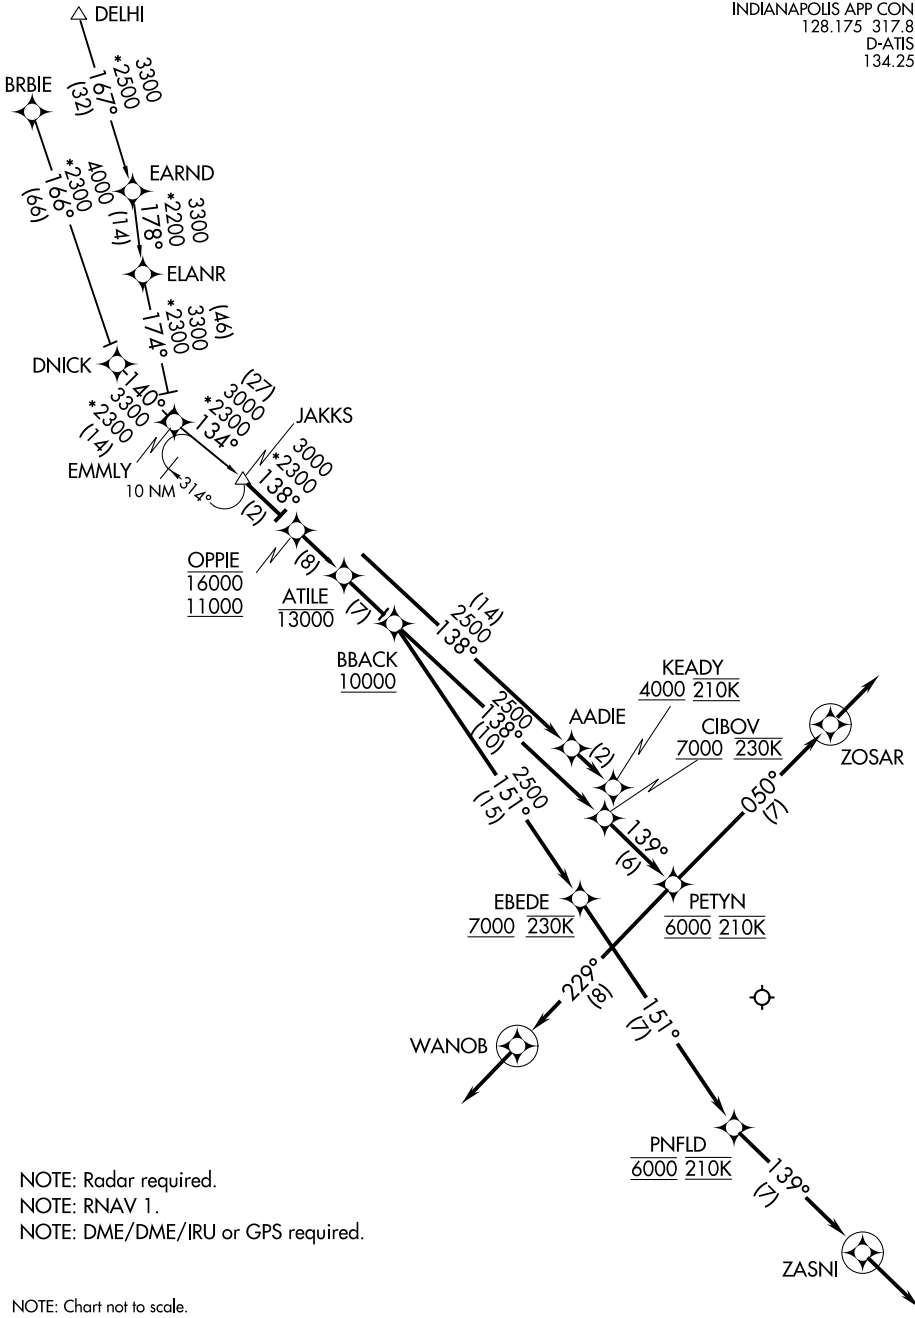 DELHI
INDIANAPOLIS APP CON
128.175 317.8
D-ATIS
134.25
3300
*2500
167°
(32)
BRBIE
4000
*2300
166°
(66)
EARND
3300
*2200
178°
(14)
ELANR
(46)
3300
*2300
174°
DNICK
140°
3300
*2300
(14)
EMMLY
(27)
3000
*2300
134°
JAKKS
10 NM
314°
3000
*2300
138°
(2)
OPPIE
16000
11000
(8)
ATILE
13000
(7)
BBACK
10000
(14)
2500
138°
2500
138°
(10)
2500
151°
(15)
AADIE
(2)
KEADY
4000 210K
CIBOV
7000 230K
ZOSAR
050°
(7)
139°
(6)
EBEDE
7000 230K
PETYN
6000 210K
229°
(8)
WANOB
151°
(7)
PNFLD
6000 210K
139°
(7)
ZASNI
NOTE: Radar required.
NOTE: RNAV 1.
NOTE: DME/DME/IRU or GPS required.
NOTE: Chart not to scale.